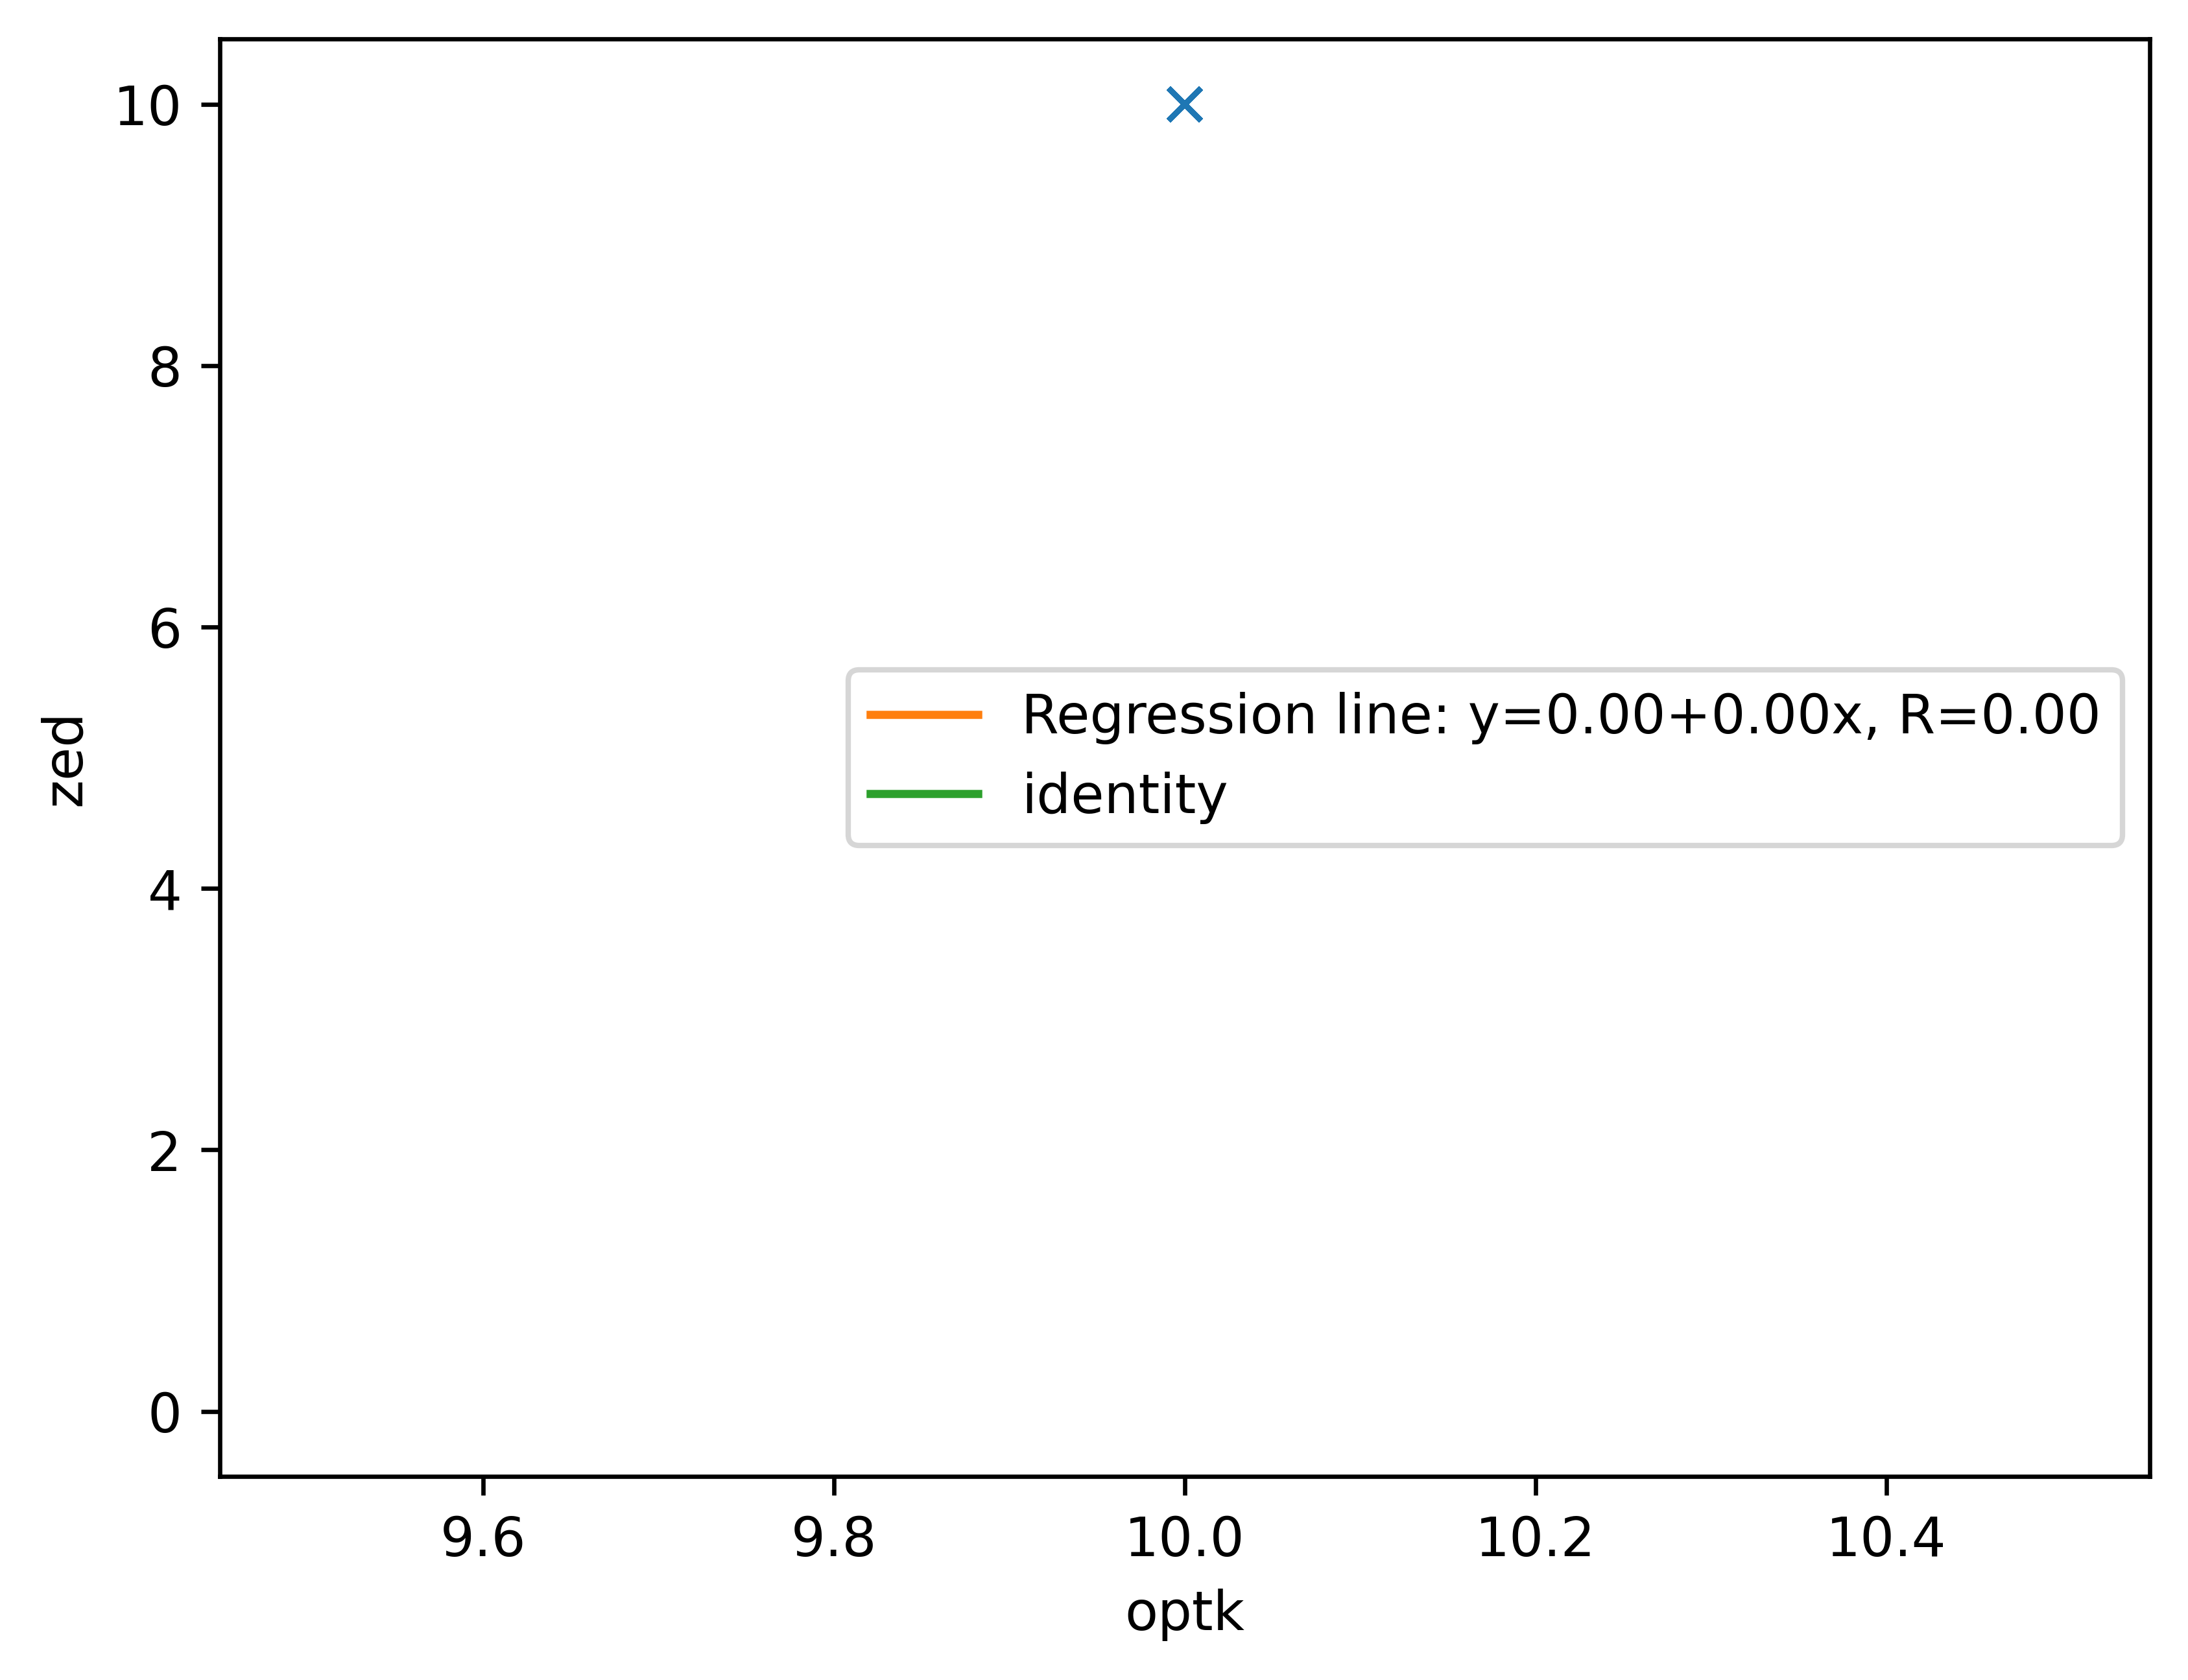 10
8
6
4
2
0
zed
Regression line: y=0.00+0.00x, R=0.00
identity
9.6 9.8 10.0 10.2 10.4
optk